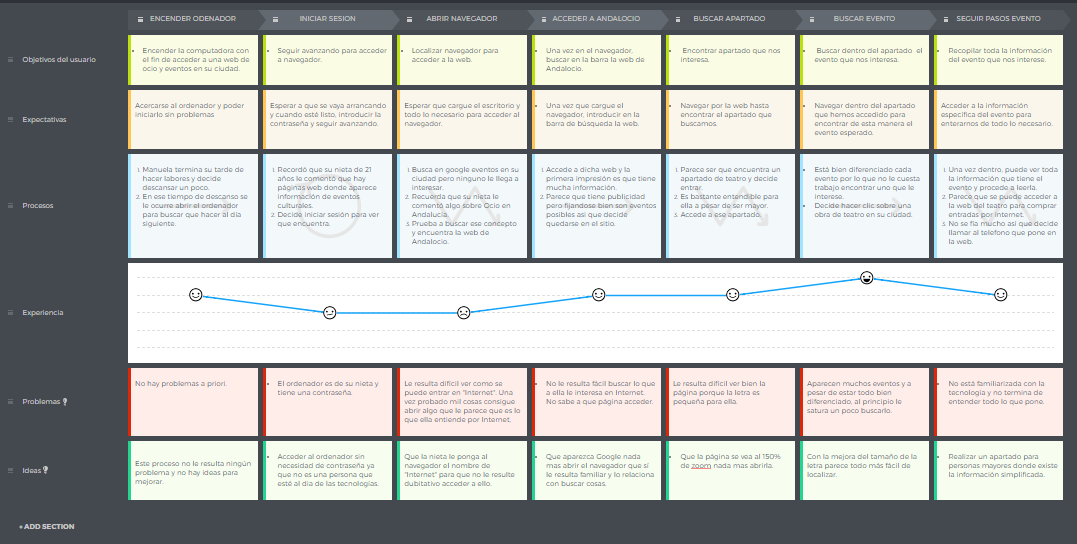 ENCENDER ODENADOR
INICIAR SESION
ABRIR NAVEGADOR
ACCEDER A ANDALOCIO
BUSCAR APARTADO
BUSCAR EVENTO
SEGUIR PASOS EVENTO
Objetivos del usuario
Encender la computadora con
el fin de acceder a una web de
ocio y eventos en su ciudad.
Seguir avanzando para acceder
a navegador.
Localizar navegador para
acceder a la web.
Una vez en el navegador,
buscar en la barra la web de
Andalocio.
Encontrar apartado que nos
interesa.
Buscar dentro del apartado el
evento que nos interesa.
Recopilar toda la información
del evento que nos interese.
Expectativas
Acercarse al ordenador y poder
iniciarlo sin problemas
Esperar a que se vaya arrancando
y cuando esté listo, introducir la
contraseña y seguir avanzando.
Esperar que cargue el escritorio y
todo lo necesario para acceder al
navegador.
Una vez que cargue el
navegador, introducir en la
barra de búsqueda la web.
Navegar por la web hasta
encontrar el apartado que
buscamos.
Navegar dentro del apartado
que hemos accedido para
encontrar de esta manera el
evento esperado.
Acceder a la información
específica del evento para
enterarnos de todo lo necesario.
Procesos
1. Manuela termina su tarde de
hacer labores y decide
descansar un poco.
2. En ese tiempo de descanso se
le ocurre abrir el ordenador
para buscar que hacer al día
siguiente.
1. Recordó que su nieta de 21
años le comentó que hay
páginas web donde aparece
información de eventos
culturales.
2. Decide iniciar sesión para ver
que encuentra.
1. Busca en google eventos en su
ciudad pero ninguno le llega a
interesar.
2. Recuerda que su nieta le
comentó algo sobre Ocio en
Andalucía.
3. Prueba a buscar ese concepto
y encuentra la web de
Andalocio.
1. Accede a dicha web y la
primera impresión es que tiene
mucha información.
2. Parece que tiene publicidad
pero fijandose bien son eventos
posibles asi que decide
quedarse en el sitio.
1. Parece ser que encuentra un
apartado de teatro y decide
entrar.
2. Es bastante entendible para
ella a pesar de ser mayor.
3. Accede a ese apartado.
Está bien diferenciado cada
evento por lo que no le cuesta
trabajo encontrar uno que le
interese.
Decide hacer clic sobre una
obra de teatro en su ciudad.
1. Una vez dentro, puede ver toda
la información que tiene el
evento y procede a leerla.
2. Parece que se puede acceder a
la web del teatro para comprar
entradas por Internet.
3. No se fia mucho así que decide
llamar al telefono que pone en
la web.
Experiencia
Problemas
No hay problemas a priori.
El ordenador es de su nieta y
tiene una contraseña.
Le resulta difícil ver como se
puede entrar en "Internet". Una
vez probado mil cosas consigue
abrir algo que le parece que es lo
que ella entiende por Internet.
No le resulta fácil buscar lo que
a ella le interesa en Internet.
No sabe a que página acceder.
Le resulta difícil ver bien la
página porque la letra es
pequeña para ella.
Aparecen muchos eventos y a
pesar de estar todo bien
diferenciado, al principio le
satura un poco buscarlo.
No está familiarizada con la
tecnología y no termina de
entender todo lo que pone.
Ideas
Este proceso no le resulta ningún
problema y no hay ideas para
mejorar.
Acceder al ordenador sin
necesidad de contraseña ya
que no es una persona que
esté al día de las tecnologías.
Que la nieta le ponga al
navegador el nombre de
"Internet" para que no le resulte
dubitativo acceder a ello.
Que aparezca Google nada
mas abrir el navegador que si
le resulta familiar y lo relaciona
con buscar cosas.
Que la página se vea al 150%
de zoom nada mas abrirla.
Con la mejora del tamaño de la
letra parece todo más fácil de
localizar.
Realizar un apartado para
personas mayores donde existe
la información simplificada.
+ ADD SECTION